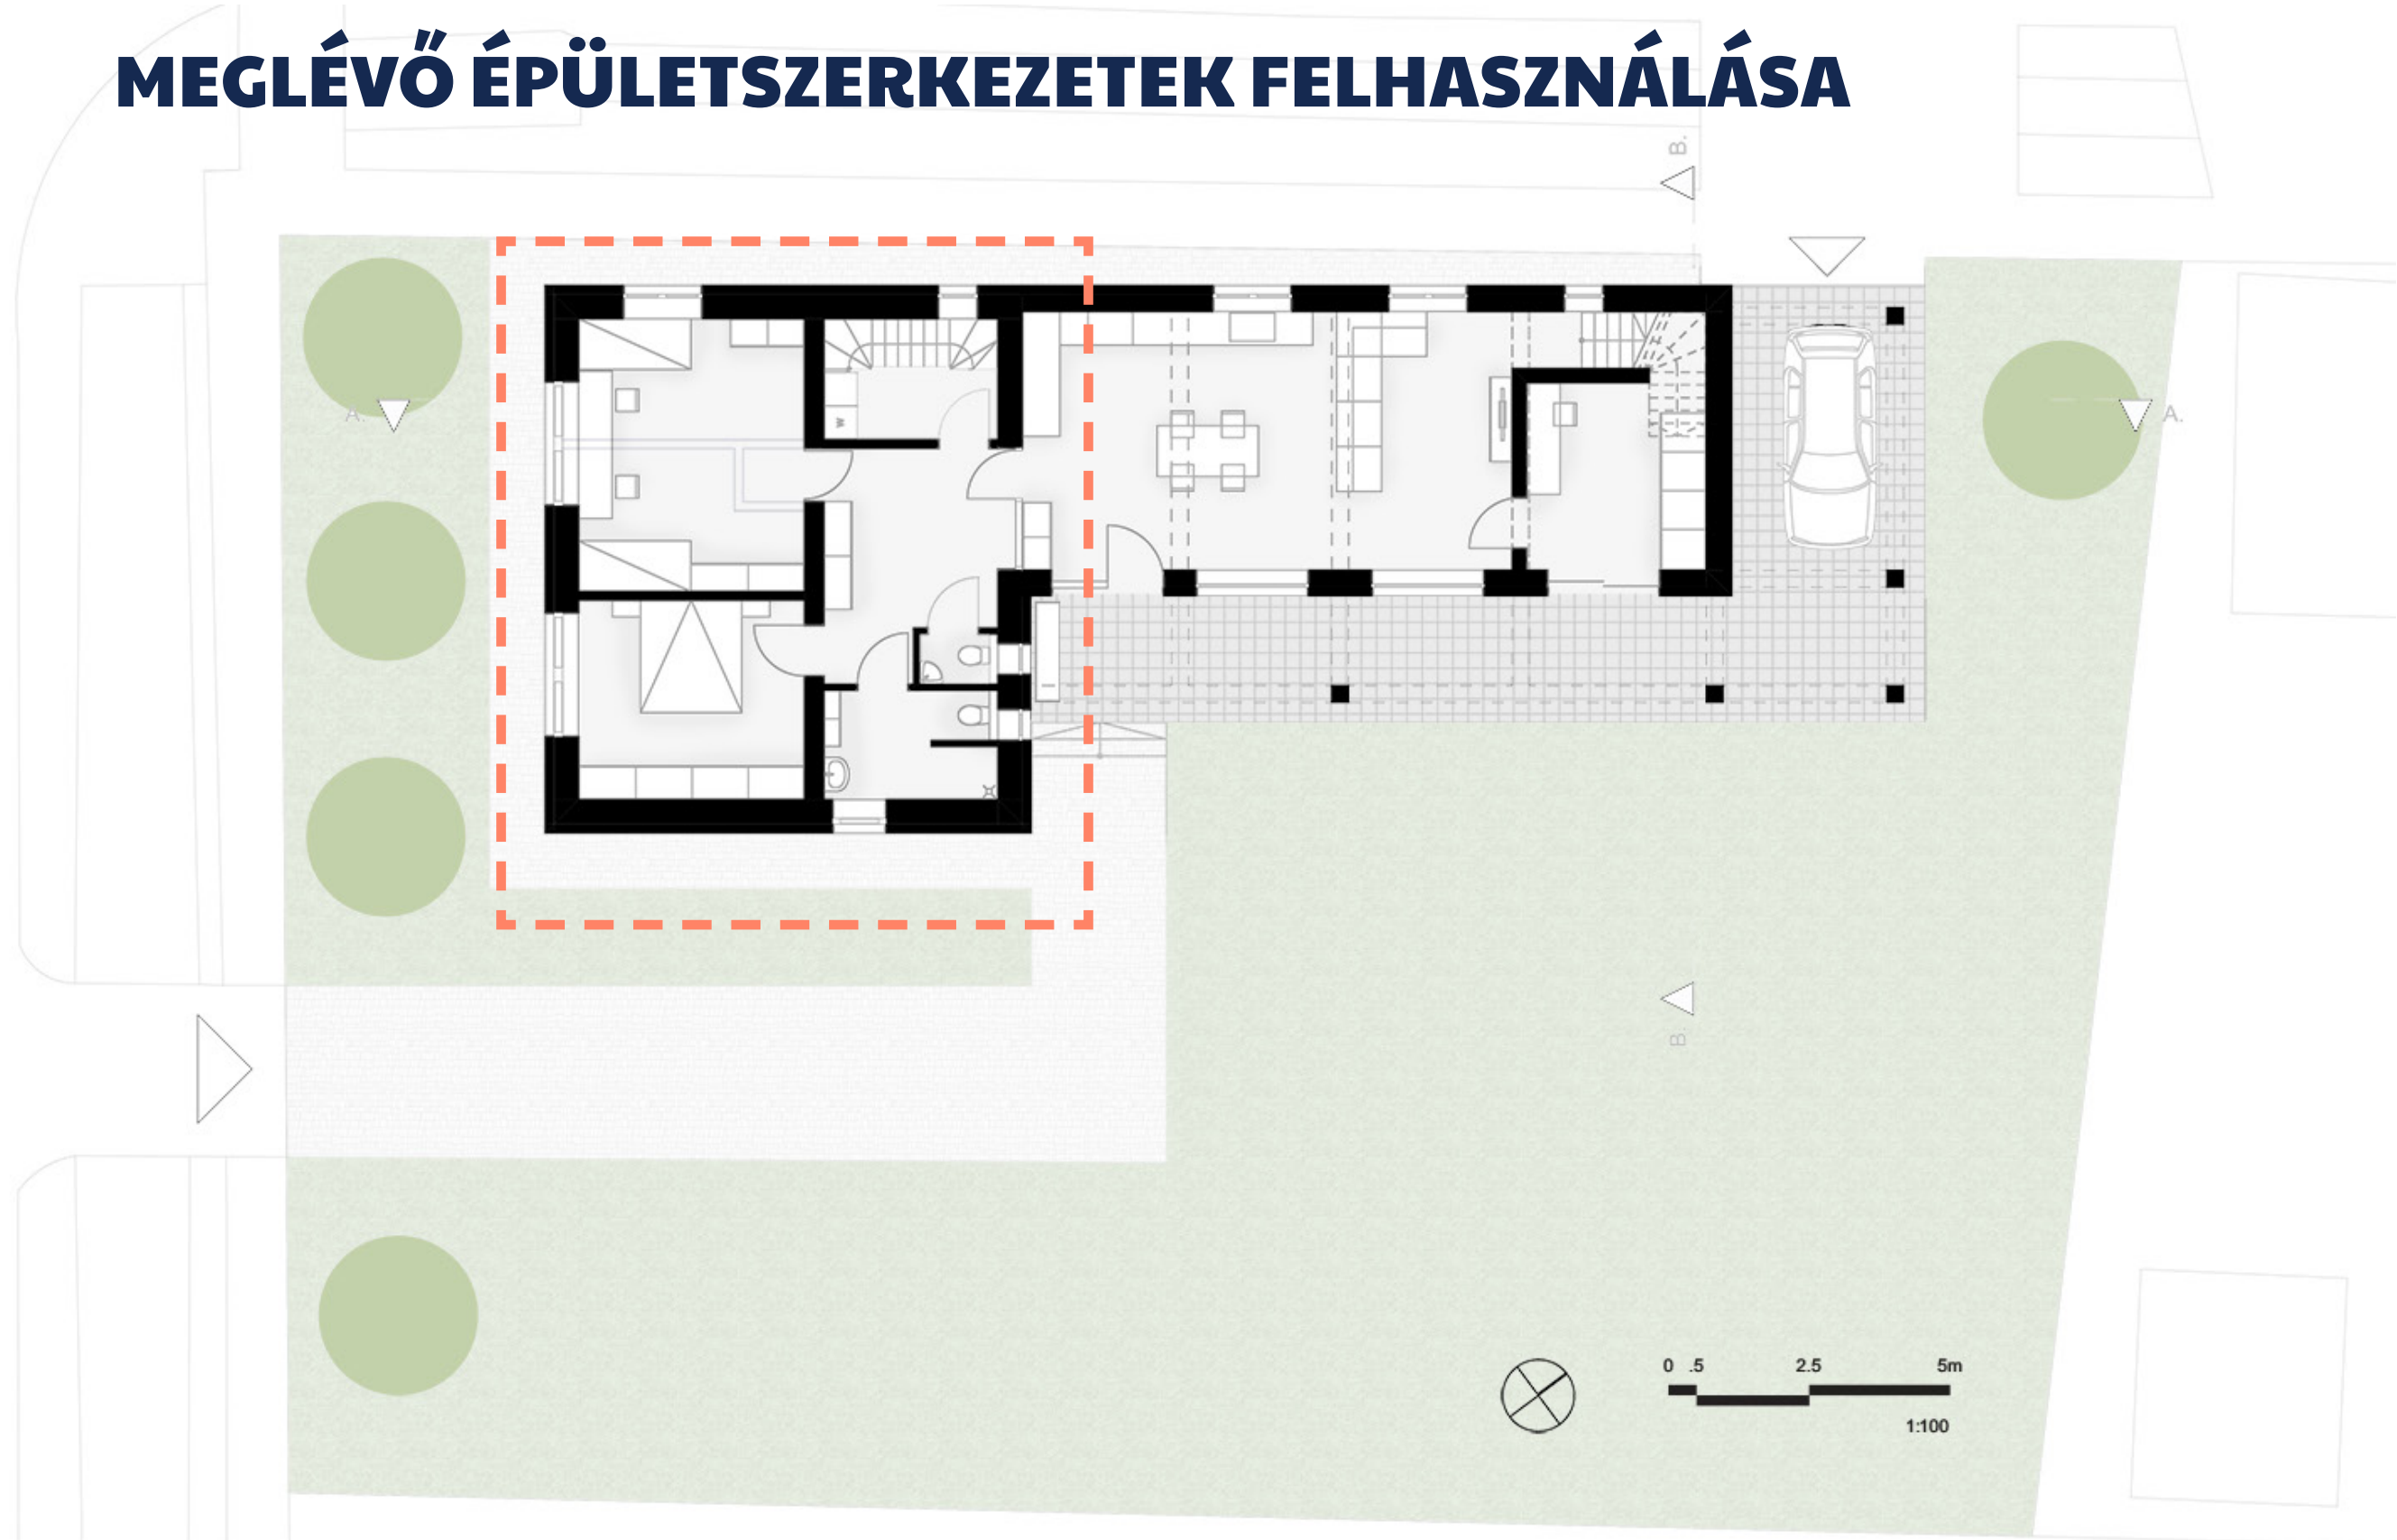 MEGLÉVŐ ÉPÜLETSZERKEZETEK FELHASZNÁLÁSA
B.
A.
A.
W
B
0 .5 2.5 5m
1:100